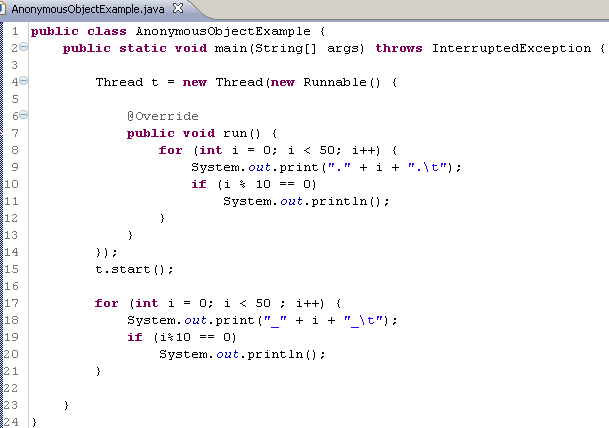 AnonymousObjectExample.java
1 public class AnonymousObjectExample {
2 public static void main(String[] args) throws InterruptedException {
3
4 Thread t = new Thread(new Runnable() {
5
6 @Override
7 public void run() {
8 for (int i = 0; i < 50; i++) {
9 System.out.print("." + i + ".\t");
10 if (i % 10 == 0)
11 System.out.println();
12 }
13 }
14 });
15 t.start();
16
17 for (int i = 0; i < 50 ; i++) {
18 System.out.print("_" + i + "_\t");
19 if (i%10 == 0)
20 System.out.println();
21 }
22
23 }
24 }